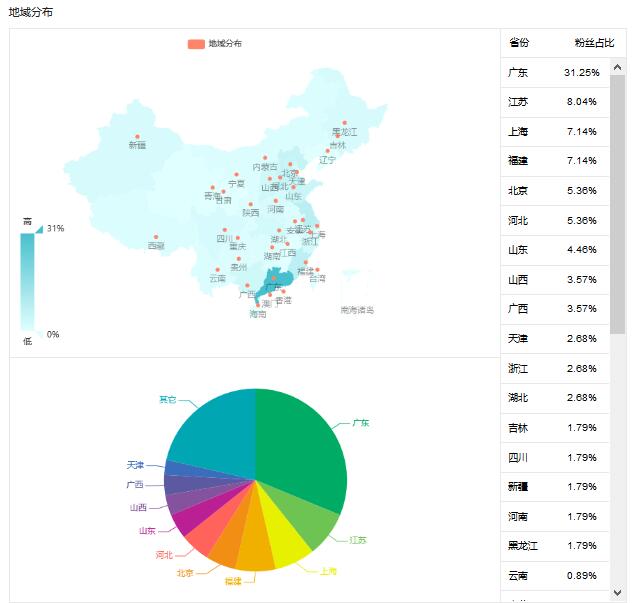 地域分布
地域分布
黑龙江
吉林
新疆
辽宁
内蒙古
北京
天津
宁夏
山西
河北
青海
甘肃
山东
陕西
河南
四川
重庆
湖北
安徽
上海
浙江
西藏
湖南
江西
贵州
云南
福建
台湾
广东
广西
香港
澳门
海南
南海诸岛
高
31%
0%
低
其它
广东
天津
广西
山西
山东
河北
北京
福建
上海
江苏
省份 粉丝占比
广东 31.25%
江苏 8.04%
上海 7.14%
福建 7.14%
北京 5.36%
河北 5.36%
山东 4.46%
山西 3.57%
广西 3.57%
天津 2.68%
浙江 2.68%
湖北 2.68%
吉林 1.79%
四川 1.79%
新疆 1.79%
河南 1.79%
黑龙江 1.79%
云南 0.89%